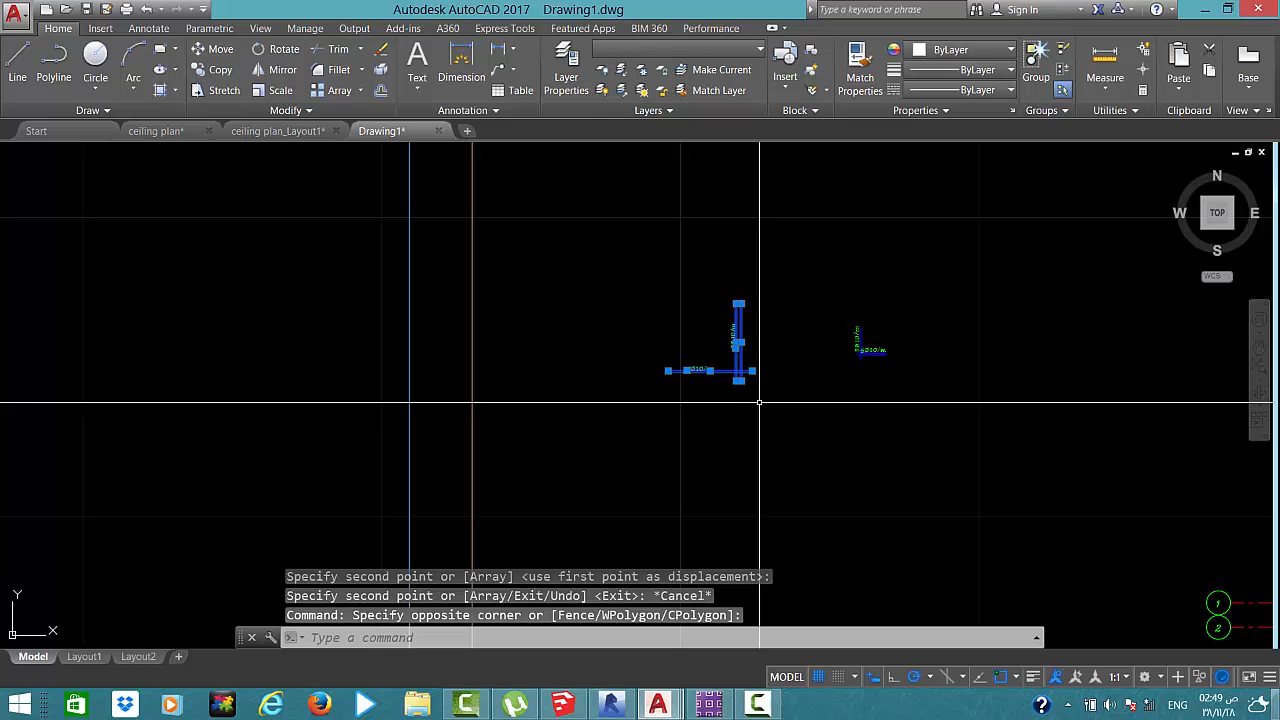 Autodesk AutoCAD 2017 Drawing1.dwg
Type a keyword or phrase
Sign In
Home Insert Annotate Parametric View Manage Output Add-ins A360 Express Tools Featured Apps BIM 360 Performance
Line Polyline Circle Arc
Move Rotate Trim
Copy Mirror Fillet
Stretch Scale Array
Text Dimension Table
Layer Properties
Make Current
Match Layer
Insert
Match Properties
ByLayer
ByLayer
ByLayer
Group
Measure
Paste
Base
Draw Modify Annotation Layers Block Properties Groups Utilities Clipboard View
Start ceiling plan* ceiling plan_Layout1* Drawing1*
N
W TOP E
S
WCS
Specify second point or [Array] <use first point as displacement>:
Specify second point or [Array/Exit/Undo] <Exit>: *Cancel*
Command: Specify opposite corner or [Fence/WPolygon/CPolygon]:
Type a command
Y
X
1
2
Model Layout1 Layout2
MODEL
1:1
ENG
02:49 ص
٣٨/١١/٢٨